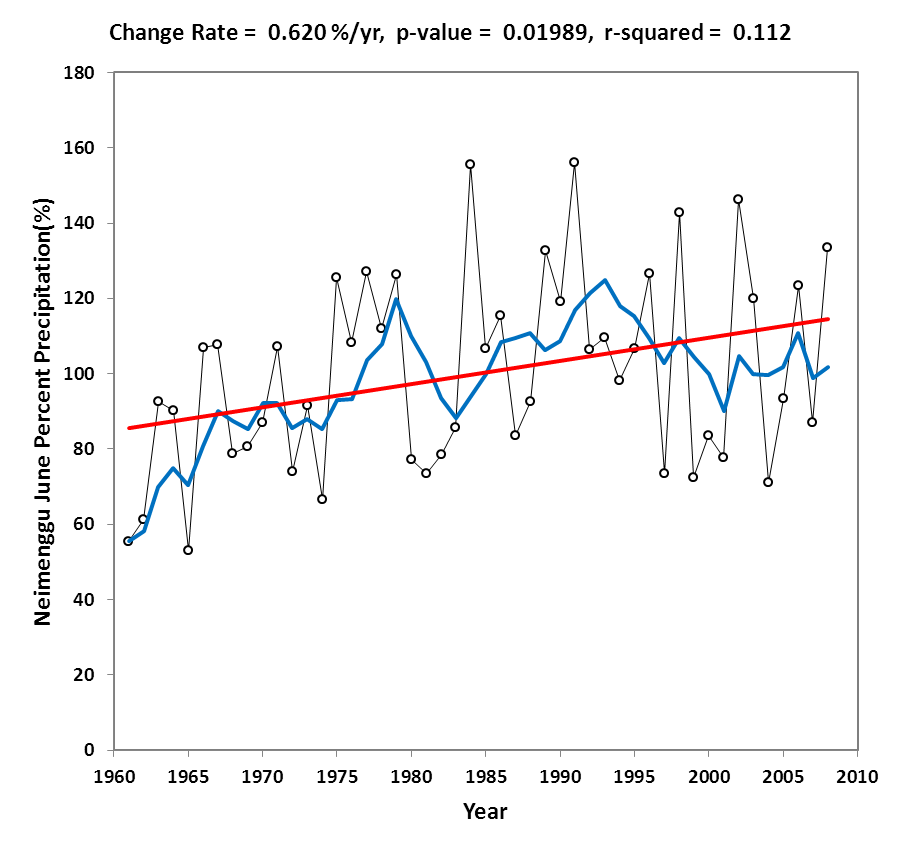 Change Rate = 0.620 %/yr, p-value = 0.01989, r-squared = 0.112
Neimenggu June Percent Precipitation(%)
180
160
140
120
100
80
60
40
20
0
1960 1965 1970 1975 1980 1985 1990 1995 2000 2005 2010
Year